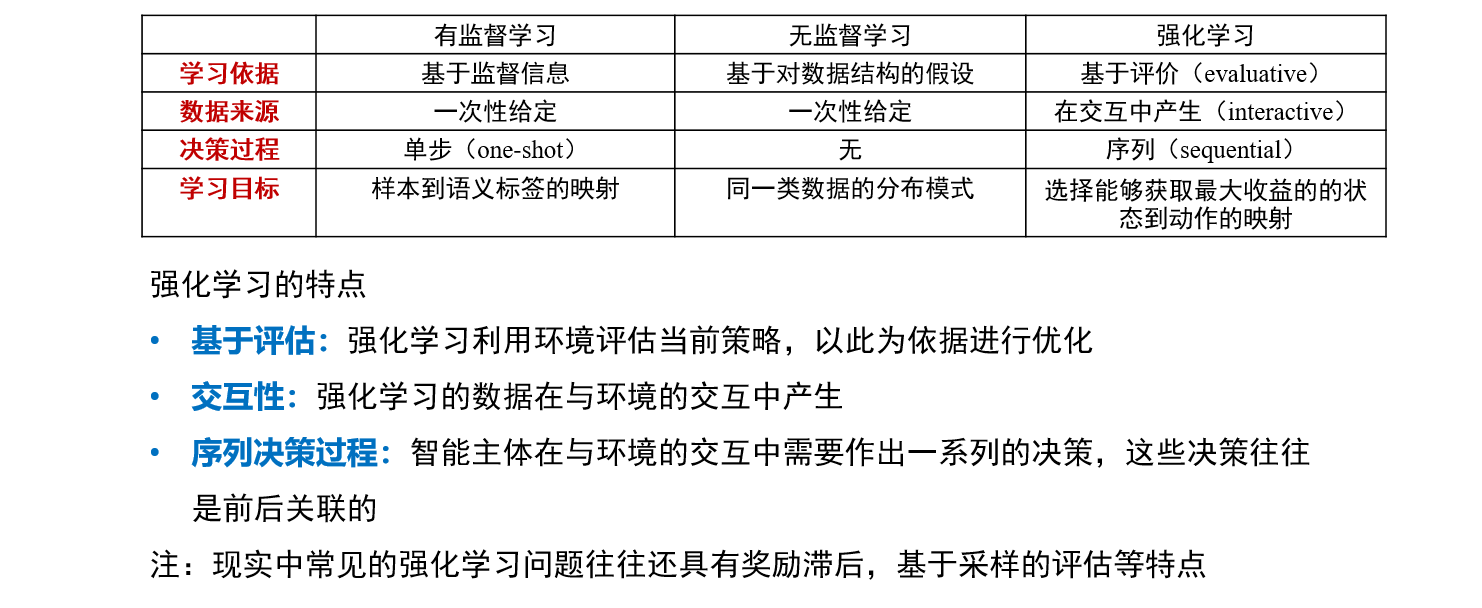 有监督学习 无监督学习 强化学习
学习依据 基于监督信息 基于对数据结构的假设 基于评价（evaluative）
数据来源 一次性给定 一次性给定 在交互中产生（interactive）
决策过程 单步（one-shot） 无 序列（sequential）
学习目标 样本到语义标签的映射 同一类数据的分布模式 选择能够获取最大收益的的状
态到动作的映射
强化学习的特点
• 基于评估：强化学习利用环境评估当前策略，以此为依据进行优化
• 交互性：强化学习的数据在与环境的交互中产生
• 序列决策过程：智能主体在与环境的交互中需要作出一系列的决策，这些决策往往
是前后关联的
注：现实中常见的强化学习问题往往还具有奖励滞后，基于采样的评估等特点